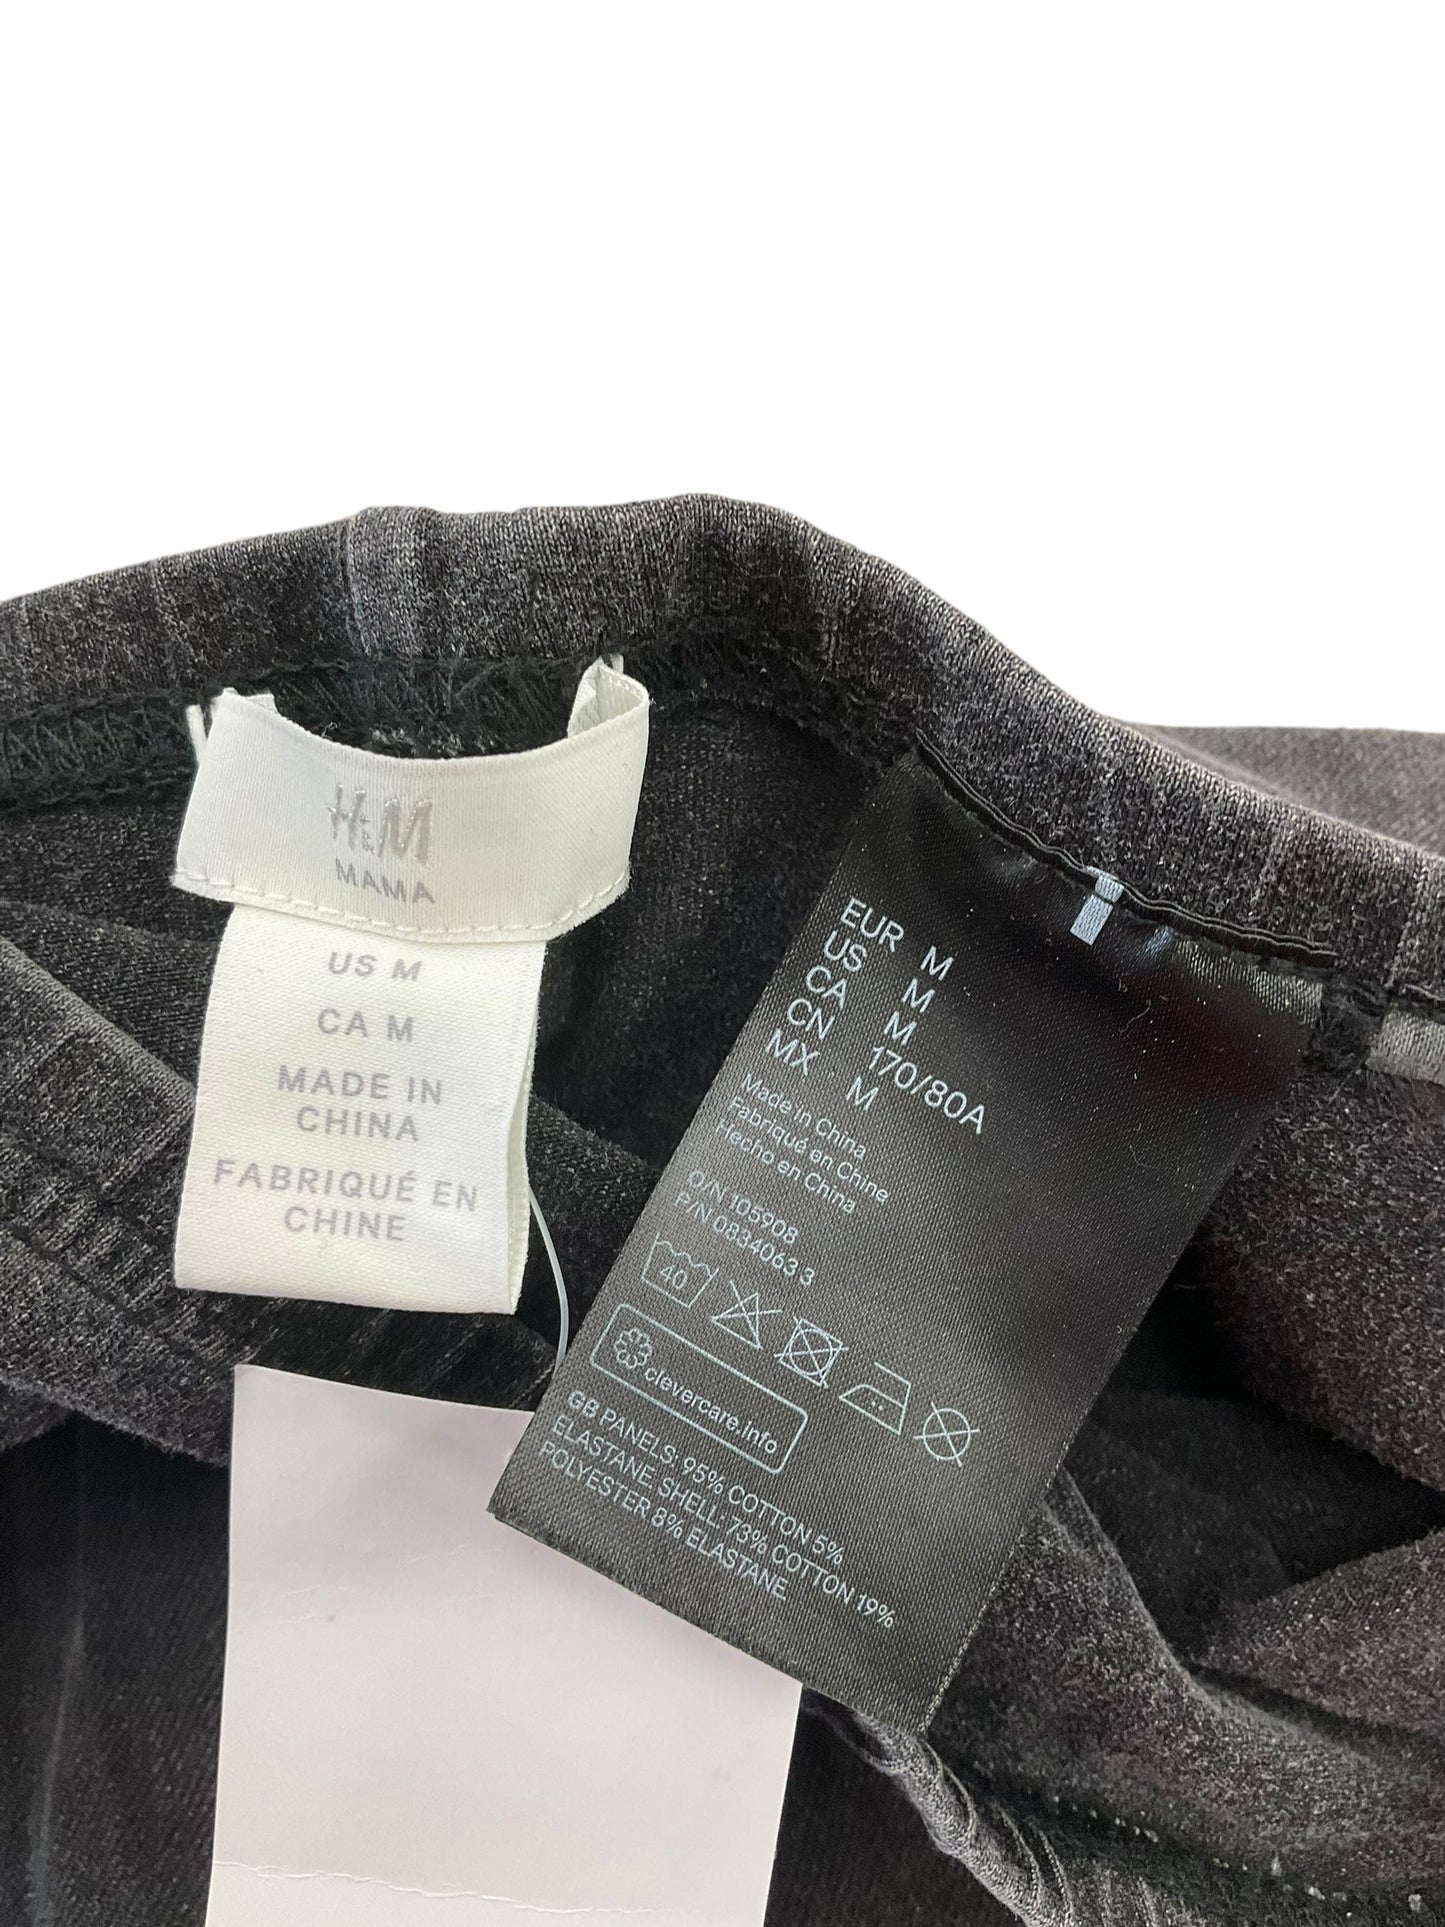 H&M
MAMA
US M
CA M
MADE IN
CHINA
FABRIQUÉ EN
CHINE
EUR M
US M
CA M
CN 170/80A
MX M
Made in China
Fabriqué en Chine
Hecho en China
O/N 105908
P/N 0834063 3
40
clevercare.info
GB PANELS: 95% COTTON 5%
ELASTANE. SHELL: 73% COTTON 19%
POLYESTER 8% ELASTANE